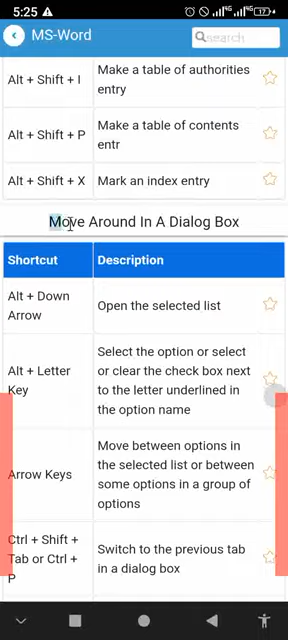 5:25
4G 4G 17
MS-Word
Search
Alt + Shift + I
Make a table of authorities
entry
Alt + Shift + P
Make a table of contents
entr
Alt + Shift + X
Mark an index entry
Move Around In A Dialog Box
Shortcut
Description
Alt + Down
Arrow
Open the selected list
Alt + Letter
Key
Select the option or select
or clear the check box next
to the letter underlined in
the option name
Arrow Keys
Move between options in
the selected list or between
some options in a group of
options
Ctrl + Shift +
Tab or Ctrl +
P
Switch to the previous tab
in a dialog box